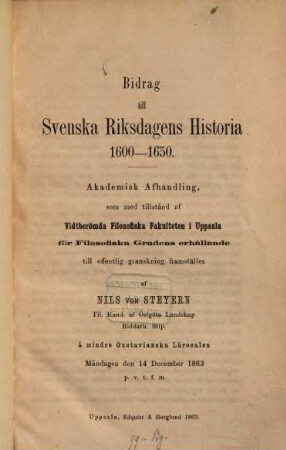 Bidrag
till
Svenska Riksdagens Historia
1600—1650.
Akademisk Afhandling,
som med tillstånd af
Vidtberömda Filosofiska Fakulteten i Uppsala
för Filosofiska Gradens erhållande
till offentlig granskning framställes
af
NILS VON STEYERN
Fil. Kand. af Östgöta Landskap
Riddarh. Stip.
å mindre Gustavianska Lärosalen
Måndagen den 14 December 1863
p. v. t. f. m.
Uppsala, Edquist & Berglund 1863.